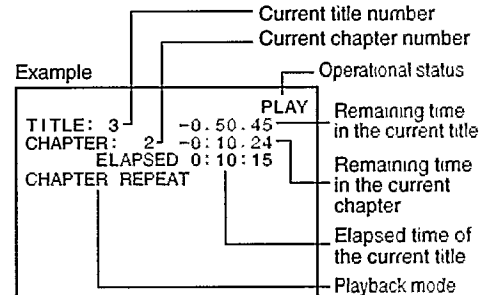 Current title number
Current chapter number
Example
Operational status
PLAY
TITLE: 3 -0.50.45
Remaining time
in the current title
CHAPTER: 2 -0:10.24
ELAPSED 0:10:15
Remaining time
in the current
chapter
CHAPTER REPEAT
Elapsed time of
the current title
Playback mode